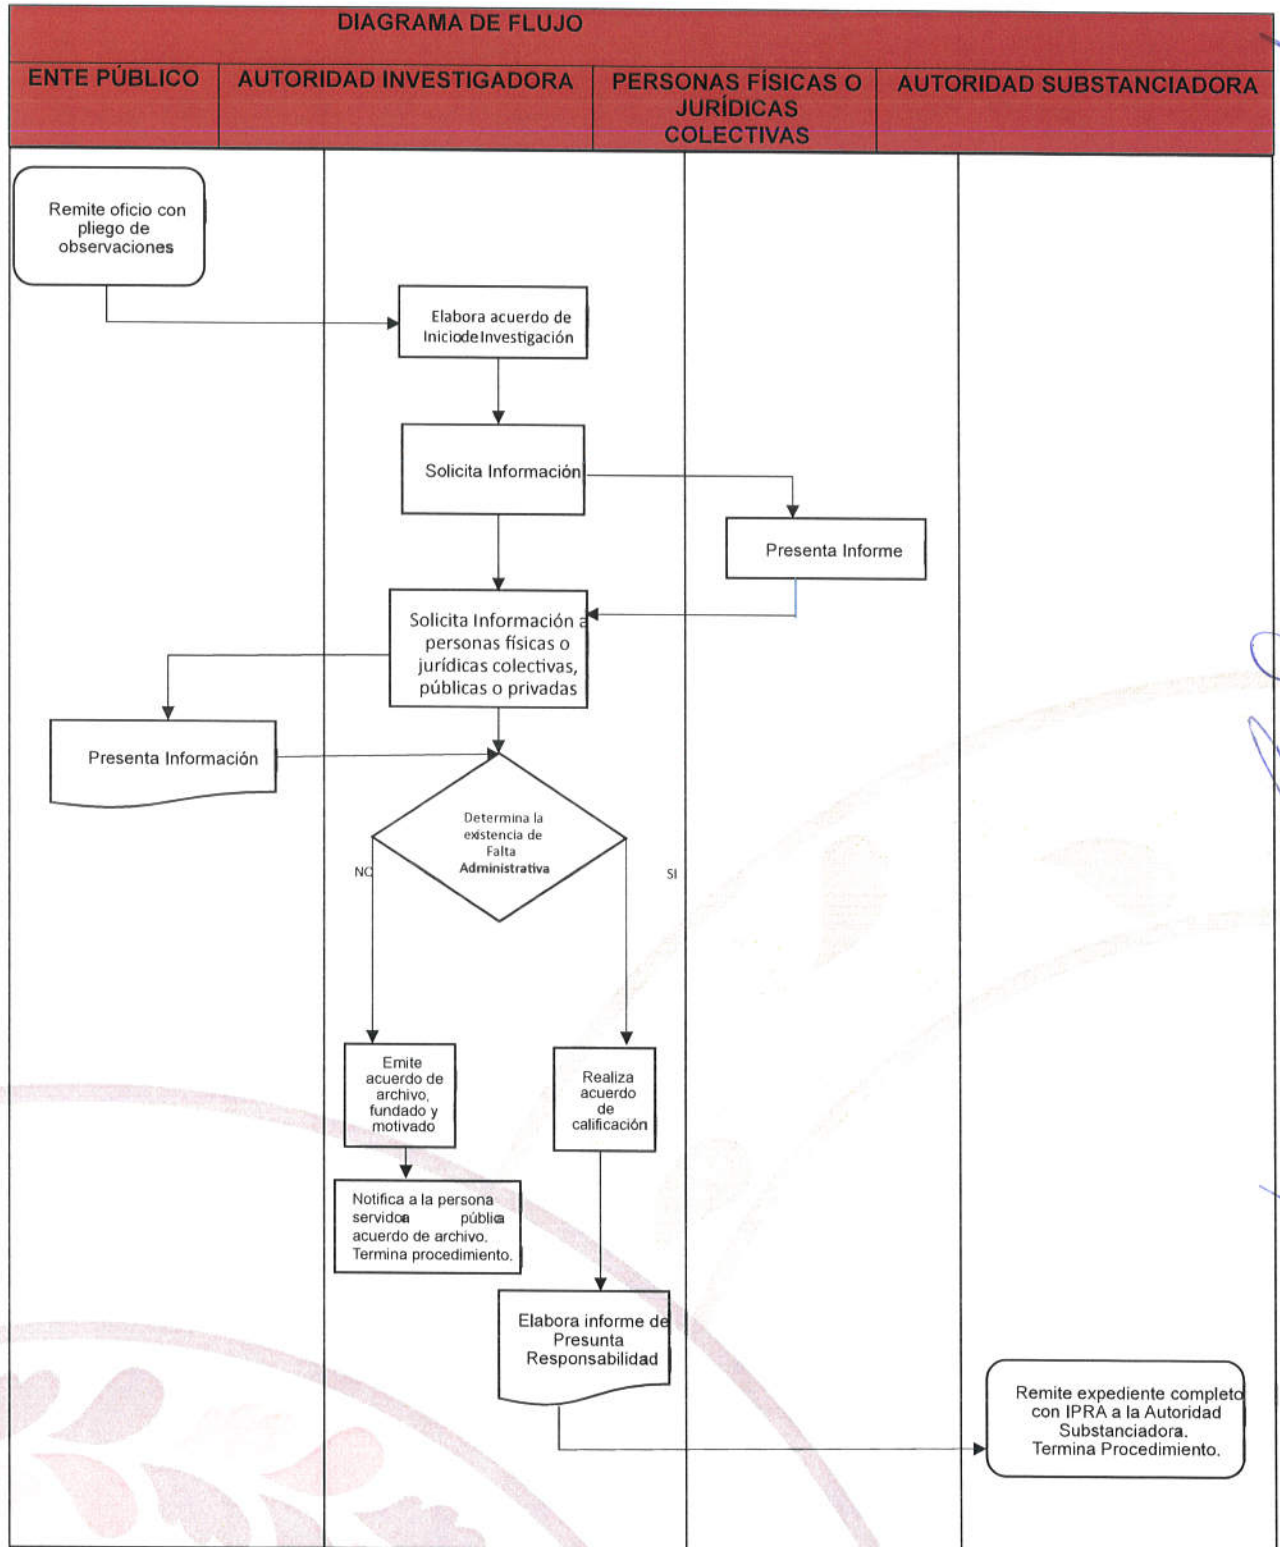 DIAGRAMA DE FLUJO
ENTE PÚBLICO
AUTORIDAD INVESTIGADORA
PERSONAS FÍSICAS O
JURÍDICAS
COLECTIVAS
AUTORIDAD SUBSTANCIADORA
Remite oficio con
pliego de
observaciones
Elabora acuerdo de
IniciodeInvestigación
Solicita Información
Presenta Informe
Solicita Información a
personas físicas o
jurídicas colectivas,
públicas o privadas
Presenta Información
Determina la
existencia de
Falta
Administrativa
NO
SI
Emite
acuerdo de
archivo,
fundado y
motivado
Realiza
acuerdo
de
calificación
Notifica a la persona
servidoa públia
acuerdo de archivo.
Termina procedimiento.
Elabora informe de
Presunta
Responsabilidad
Remite expediente completo
con IPRA a la Autoridad
Substanciadora.
Termina Procedimiento.